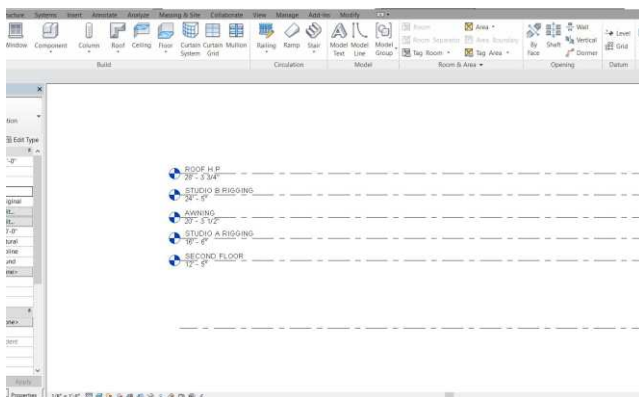 Systems Insert Annotate Analyze Massing & Site Collaborate View Manage Add-Ins Modify
Window Component Column Roof Ceiling Floor Curtain System Curtain Grid Mullion Railing Ramp Stair Model Text Model Line Model Group
Room Area
Room Separator Area Boundary
Tag Room Tag Area
By Face Shaft Wall Vertical Dormer
Level
Grid
Build Circulation Model Room & Area Opening Datum
Edit Type
ROOF H.P
28' - 3 3/4"
STUDIO B RIGGING
24' - 5"
AWNING
20' - 5 1/2"
STUDIO A RIGGING
16' - 6"
SECOND FLOOR
12' - 5"
Apply
Properties